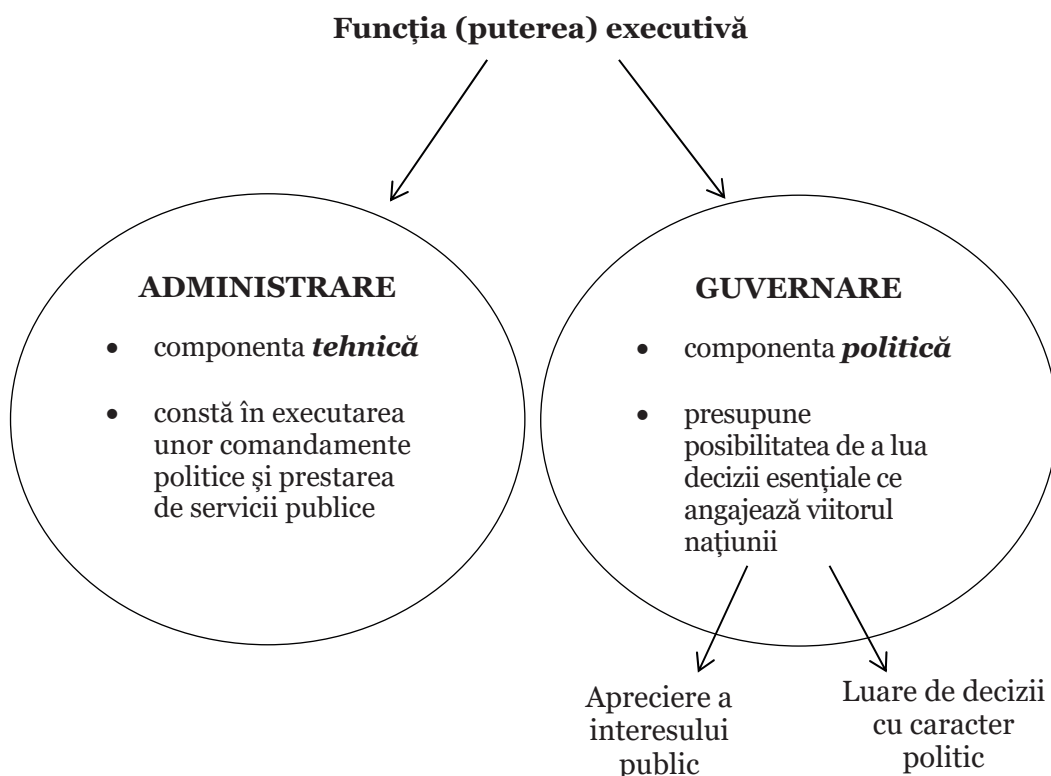 Funcția (puterea) executivă
ADMINISTRARE
• componenta tehnică
• constă în executarea
unor comandamente
politice și prestarea
de servicii publice
GUVERNARE
• componenta politică
• presupune
posibilitatea de a lua
decizii esențiale ce
angajează viitorul
națiunii
Apreciere a
interesului
public
Luare de decizii
cu caracter
politic